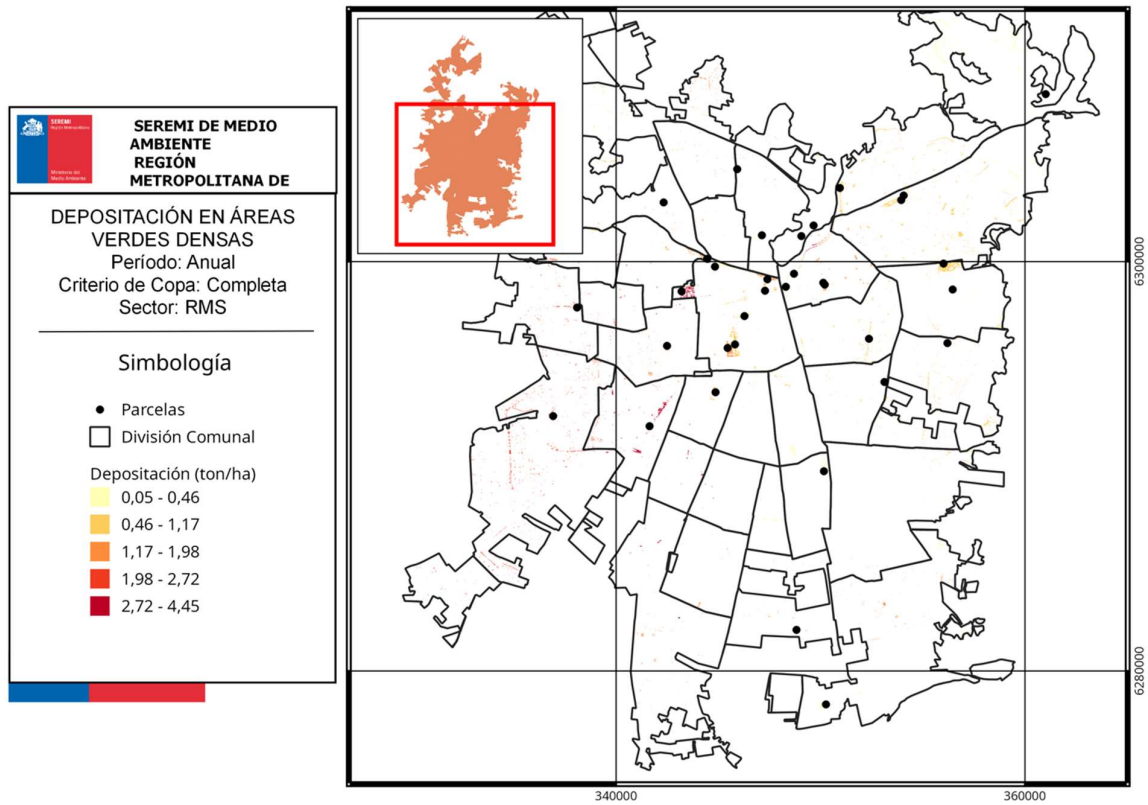 SEREMI
Región Metropolitana
Ministerio del
Medio Ambiente
SEREMI DE MEDIO
AMBIENTE
REGIÓN
METROPOLITANA DE
DEPOSITACIÓN EN ÁREAS
VERDES DENSAS
Período: Anual
Criterio de Copa: Completa
Sector: RMS
Simbología
Parcelas
División Comunal
Depositación (ton/ha)
0,05 - 0,46
0,46 - 1,17
1,17 - 1,98
1,98 - 2,72
2,72 - 4,45
6300000
6280000
340000
360000